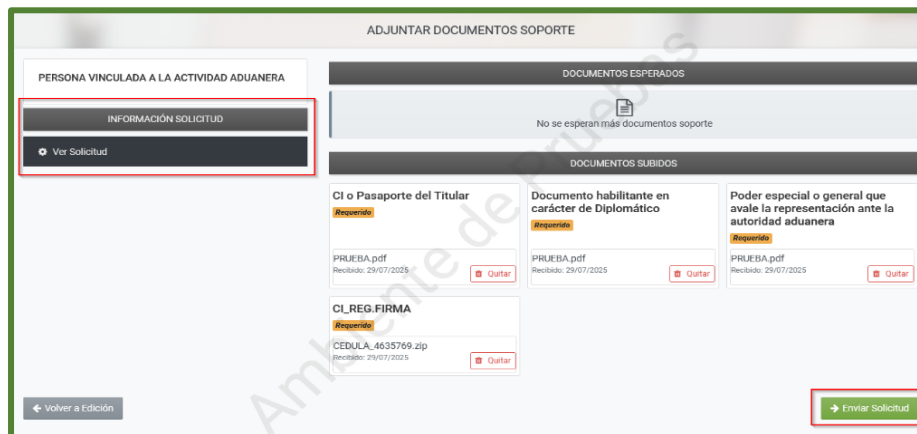 ADJUNTAR DOCUMENTOS SOPORTE
PERSONA VINCULADA A LA ACTIVIDAD ADUANERA
INFORMACIÓN SOLICITUD
Ver Solicitud
DOCUMENTOS ESPERADOS
No se esperan más documentos soporte
DOCUMENTOS SUBIDOS
CI o Pasaporte del Titular
Requerido
PRUEBA.pdf
Recibido: 29/07/2025
Quitar
Documento habilitante en
carácter de Diplomático
Requerido
PRUEBA.pdf
Recibido: 29/07/2025
Quitar
Poder especial o general que
avale la representación ante la
autoridad aduanera
Requerido
PRUEBA.pdf
Recibido: 29/07/2025
Quitar
CI_REG.FIRMA
Requerido
CEDULA_4635769.zip
Recibido: 29/07/2025
Quitar
Volver a Edición
Enviar Solicitud
Ambiente de Pruebas